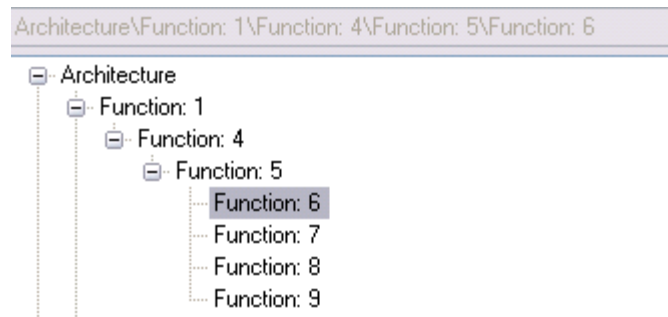 Architecture\Function: 1\Function: 4\Function: 5\Function: 6
Architecture
Function: 1
Function: 4
Function: 5
Function: 6
Function: 7
Function: 8
Function: 9